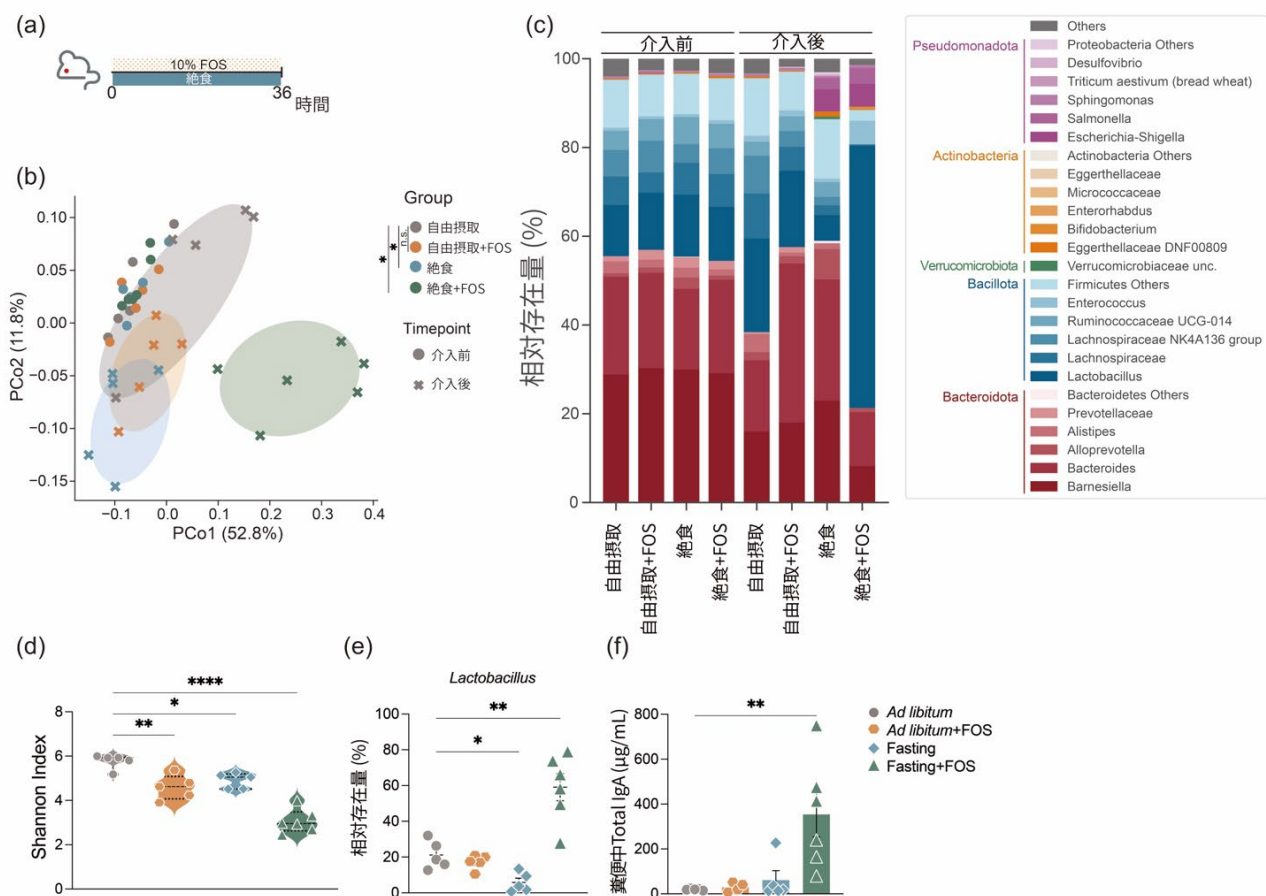 (a)
10% FOS
絶食
0
36
時間
(b)
0.10
0.05
0.00
−0.05
−0.10
−0.15
PCo2 (11.8%)
−0.1
0.0
0.1
0.2
0.3
0.4
PCo1 (52.8%)
Group
自由摂取
自由摂取+FOS
絶食
絶食+FOS
*
*
n.s.
Timepoint
介入前
介入後
(c)
介入前
介入後
100
80
60
40
20
0
相対存在量 (%)
自由摂取
自由摂取+FOS
絶食
絶食+FOS
自由摂取
自由摂取+FOS
絶食
絶食+FOS
Others
Pseudomonadota
Proteobacteria Others
Desulfovibrio
Triticum aestivum (bread wheat)
Sphingomonas
Salmonella
Escherichia-Shigella
Actinobacteria
Actinobacteria Others
Eggerthellaceae
Micrococcaceae
Enterorhabdus
Bifidobacterium
Eggerthellaceae DNF00809
Verrucomicrobiota
Verrucomicrobiaceae unc.
Bacillota
Firmicutes Others
Enterococcus
Ruminococcaceae UCG-014
Lachnospiraceae NK4A136 group
Lachnospiraceae
Lactobacillus
Bacteroidota
Bacteroidetes Others
Prevotellaceae
Alistipes
Alloprevotella
Bacteroides
Barnesiella
(d)
****
*
**
8
6
4
2
0
Shannon Index
(e)
Lactobacillus
**
*
100
80
60
40
20
0
相対存在量 (%)
(f)
**
800
600
400
200
0
糞便中Total IgA (μg/mL)
Ad libitum
Ad libitum+FOS
Fasting
Fasting+FOS